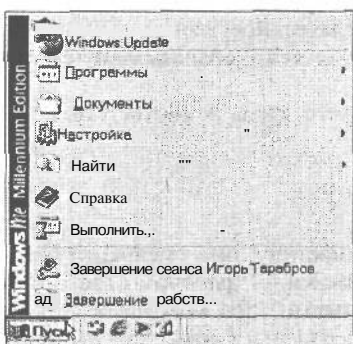 Windows Update
Программы
Документы
Настройка "
Найти ""
Справка
Выполнить.,. -
Завершение сеанса Игорь Тарабров
ад Завершение рабств...
Windows Me Millennium Edition
Пуск